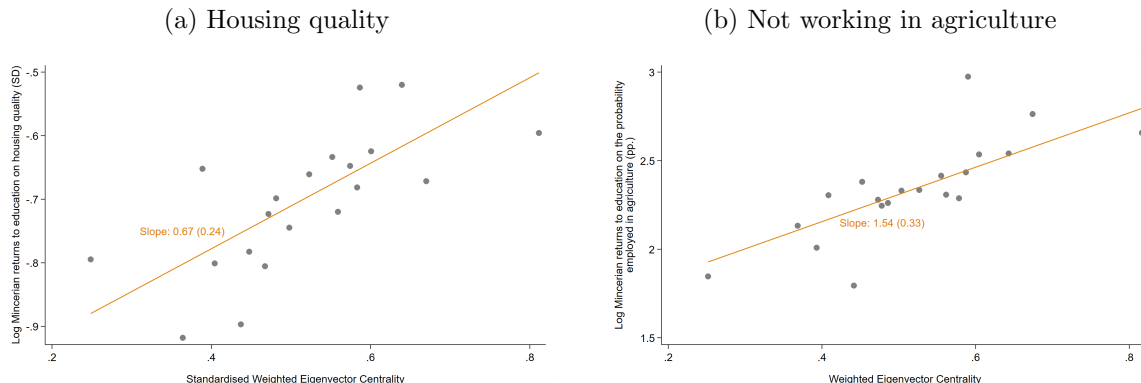 (a) Housing quality
Log Mincerian returns to education on housing quality (SD)
-.5
-.6
-.7
-.8
-.9
Slope: 0.67 (0.24)
.2
.4
.6
.8
Standardised Weighted Eigenvector Centrality
(b) Not working in agriculture
Log Mincerian returns to education on the probability
employed in agriculture (pp.)
3
2.5
2
1.5
Slope: 1.54 (0.33)
.2
.4
.6
.8
Weighted Eigenvector Centrality